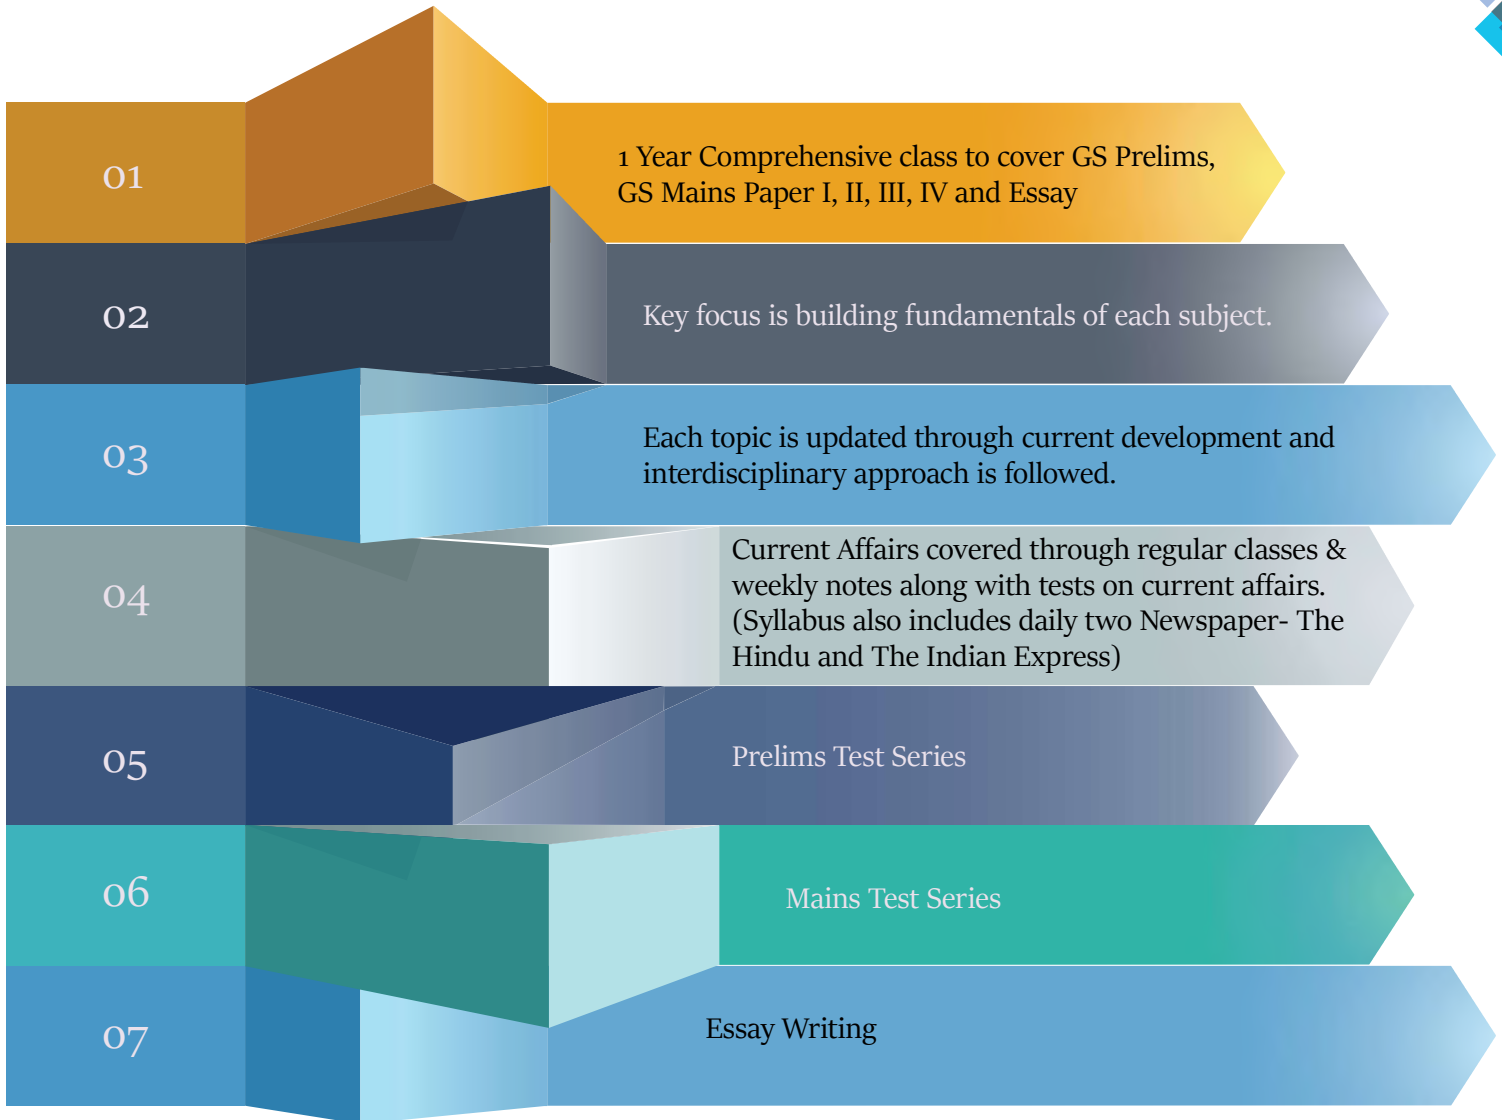 01
1 Year Comprehensive class to cover GS Prelims,
GS Mains Paper I, II, III, IV and Essay
02
Key focus is building fundamentals of each subject.
03
Each topic is updated through current development and
interdisciplinary approach is followed.
04
Current Affairs covered through regular classes &
weekly notes along with tests on current affairs.
(Syllabus also includes daily two Newspaper- The
Hindu and The Indian Express)
05
Prelims Test Series
06
Mains Test Series
07
Essay Writing